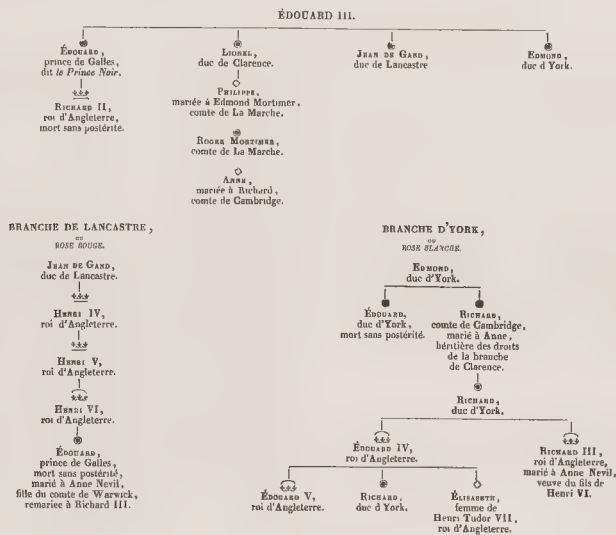 ÉDOUARD III.
ÉDOUARD,
prince de Galles,
dit le Prince Noir.
RICHARD II,
roi d'Angleterre,
mort sans postérité.
LIONEL,
duc de Clarence.
PHILIPPE,
mariée à Edmond Mortimer,
comte de La Marche.
ROGER MORTIMER,
comte de La Marche.
ANNE,
mariée à Richard,
comte de Cambridge.
JEAN DE GAND,
duc de Lancastre
EDMOND,
duc d'York.
BRANCHE DE LANCASTRE,
OU
ROSE ROUGE.
JEAN DE GAND,
duc de Lancastre.
HENRI IV,
roi d'Angleterre.
HENRI V,
roi d'Angleterre.
HENRI VI,
roi d'Angleterre.
ÉDOUARD,
prince de Galles,
mort sans postérité,
marié à Anne Nevil,
fille du comte de Warwick,
remariée à Richard III.
BRANCHE D'YORK,
OU
ROSE BLANCHE.
EDMOND,
duc d'York.
ÉDOUARD,
duc d'York,
mort sans postérité.
RICHARD,
comte de Cambridge,
marié à Anne,
héritière des droits
de la branche
de Clarence.
RICHARD,
duc d'York.
ÉDOUARD IV,
roi d'Angleterre.
RICHARD III,
roi d'Angleterre,
marié à Anne Nevil,
veuve du fils de
Henri VI.
ÉDOUARD V,
roi d'Angleterre.
RICHARD,
duc d'York.
ÉLISABETH,
femme de
Henri Tudor VII,
roi d'Angleterre.